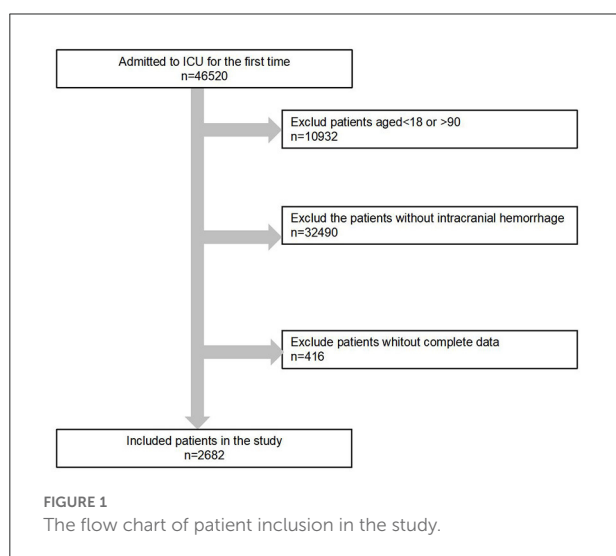 Admitted to ICU for the first time
n=46520
Exclud patients aged<18 or >90
n=10932
Exclud the patients without intracranial hemorrhage
n=32490
Exclude patients whitout complete data
n=416
Included patients in the study
n=2682
FIGURE 1
The flow chart of patient inclusion in the study.